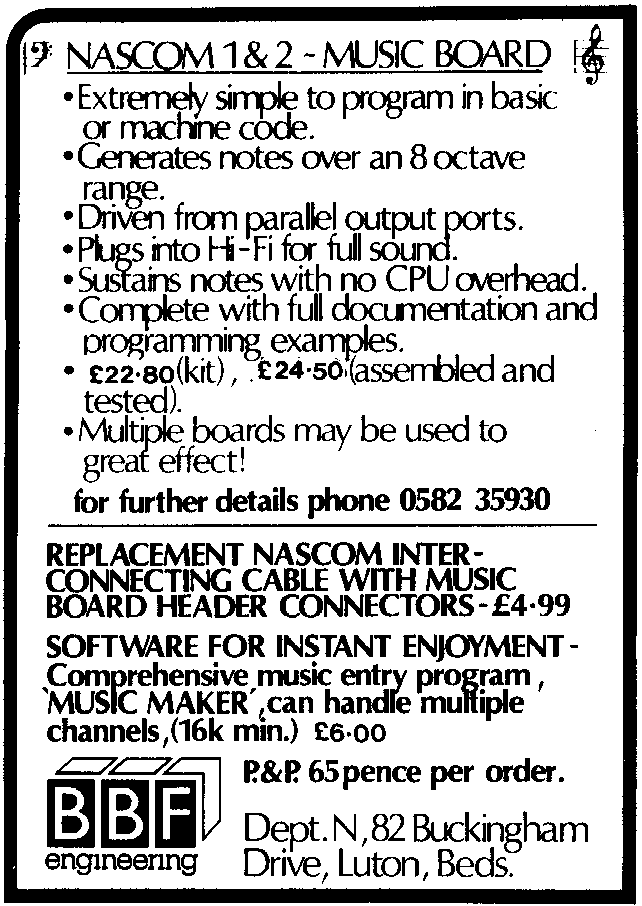 NASCOM 1 & 2 - MUSIC BOARD
•Extremely simple to program in basic
or machine code.
•Generates notes over an 8 octave
range.
•Driven from parallel output ports.
•Plugs into Hi-Fi for full sound.
•Sustains notes with no CPU overhead.
•Complete with full documentation and
programming examples.
• £22·80(kit), £24·50(assembled and
tested).
•Multiple boards may be used to
great effect!
for further details phone 0582 35930
REPLACEMENT NASCOM INTER-
CONNECTING CABLE WITH MUSIC
BOARD HEADER CONNECTORS-£4·99
SOFTWARE FOR INSTANT ENJOYMENT-
Comprehensive music entry program,
'MUSIC MAKER',can handle multiple
channels,(16k min.) £6·00
P.&P. 65pence per order.
BBF
engineering
Dept. N,82 Buckingham
Drive, Luton, Beds.